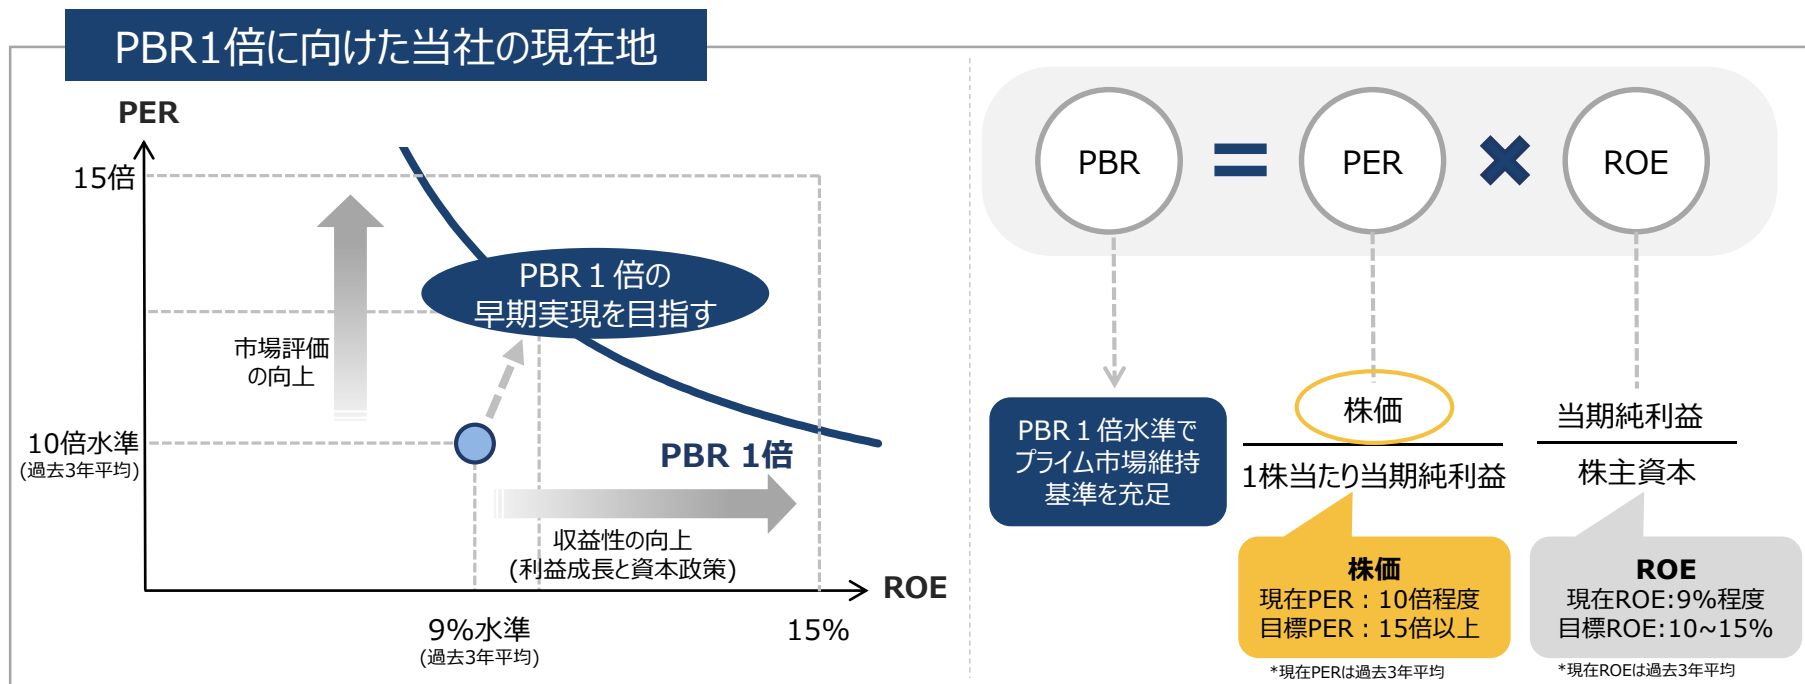 PBR1倍に向けた当社の現在地
PER
15倍
市場評価
の向上
10倍水準
(過去3年平均)
PBR１倍の
早期実現を目指す
PBR 1倍
収益性の向上
(利益成長と資本政策)
ROE
9%水準
(過去3年平均)
15%
PBR
=
PER
×
ROE
PBR１倍水準で
プライム市場維持
基準を充足
株価
1株当たり当期純利益
当期純利益
株主資本
株価
現在PER：10倍程度
目標PER：15倍以上
*現在PERは過去3年平均
ROE
現在ROE:9%程度
目標ROE:10~15%
*現在ROEは過去3年平均